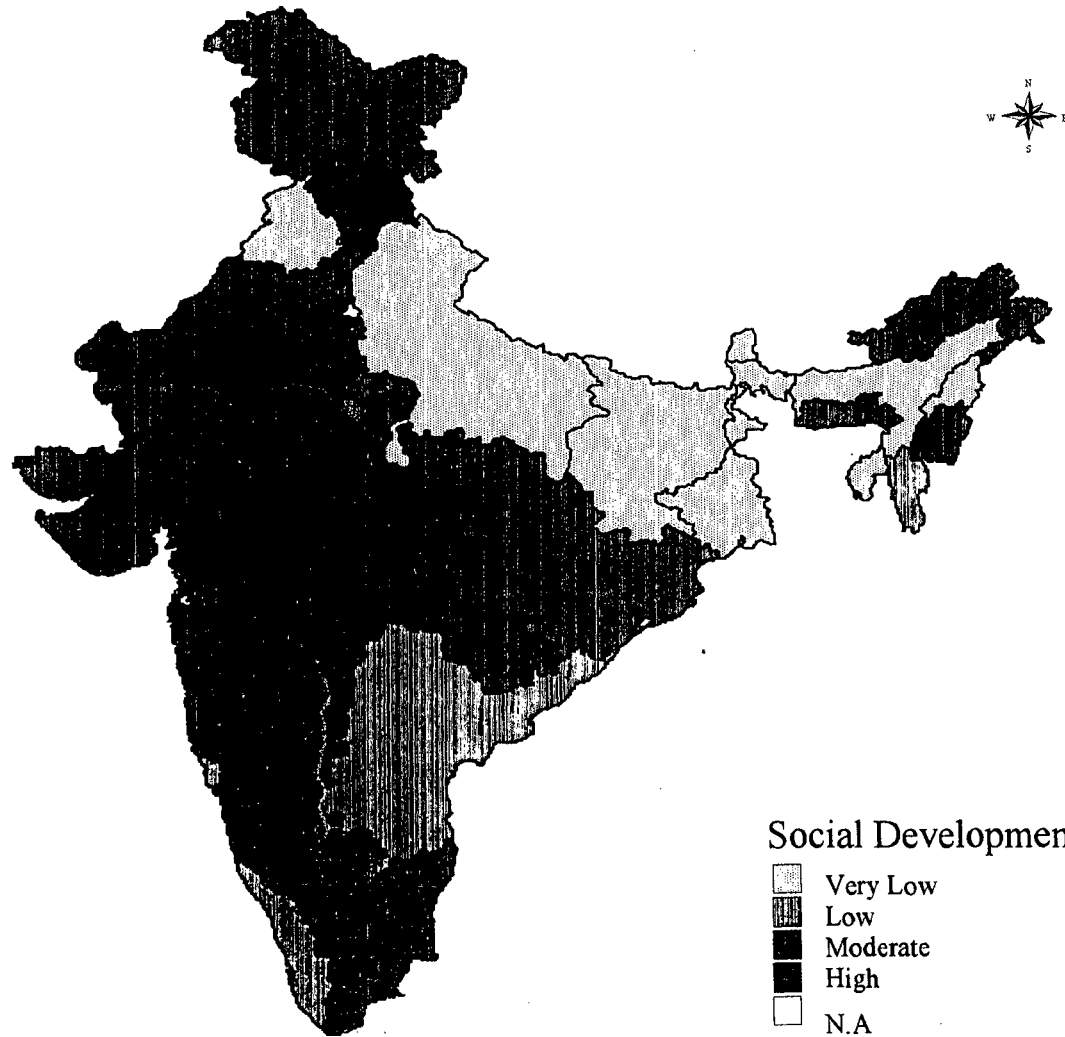 N
W E
S
Social Developmen
Very Low
Low
Moderate
High
N.A